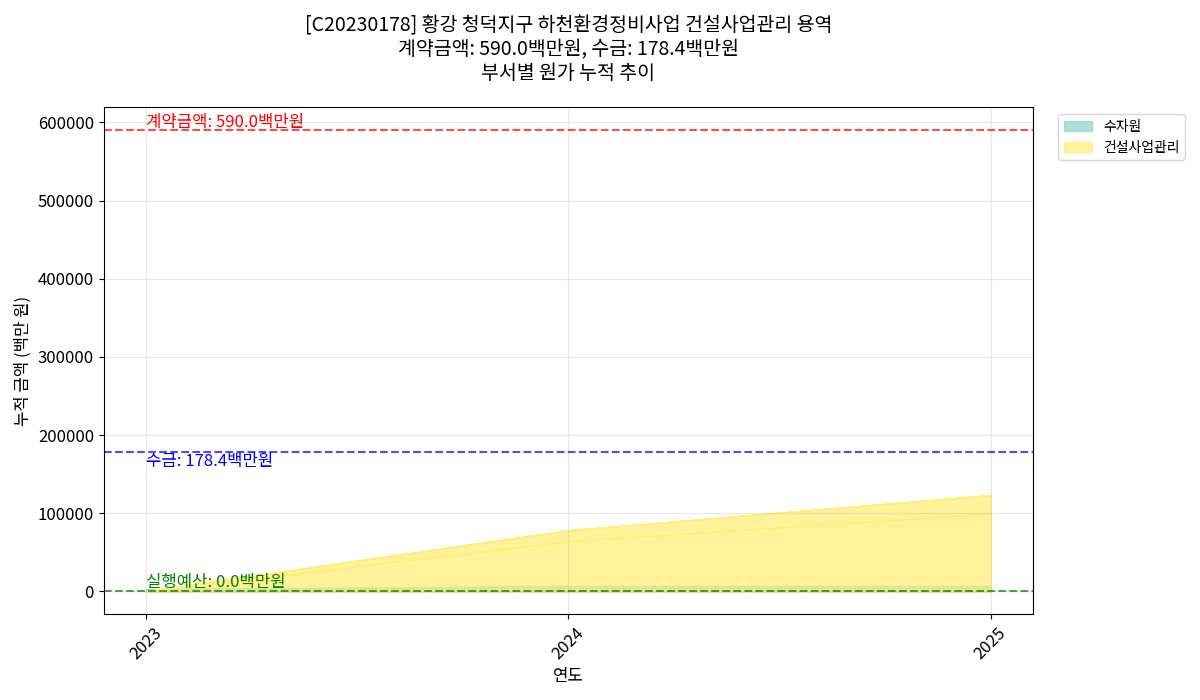 [C20230178] 황강 청덕지구 하천환경정비사업 건설사업관리 용역
계약금액: 590.0백만원, 수금: 178.4백만원
부서별 원가 누적 추이
600000
500000
400000
300000
200000
100000
0
누적 금액 (백만 원)
계약금액: 590.0백만원
수금: 178.4백만원
실행예산: 0.0백만원
수자원
건설사업관리
2023
2024
2025
연도